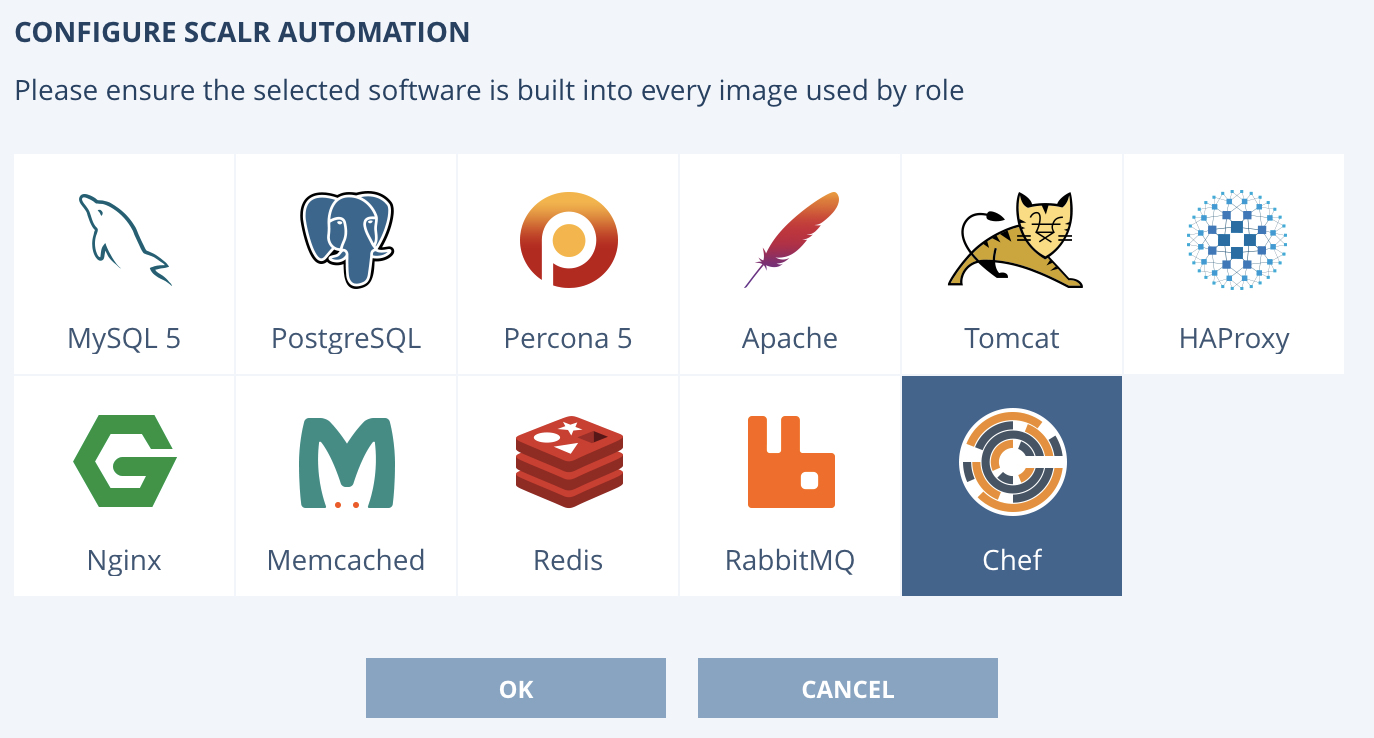 CONFIGURE SCALR AUTOMATION
Please ensure the selected software is built into every image used by role
MySQL 5
PostgreSQL
Percona 5
Apache
Tomcat
HAProxy
Nginx
Memcached
Redis
RabbitMQ
Chef
OK
CANCEL